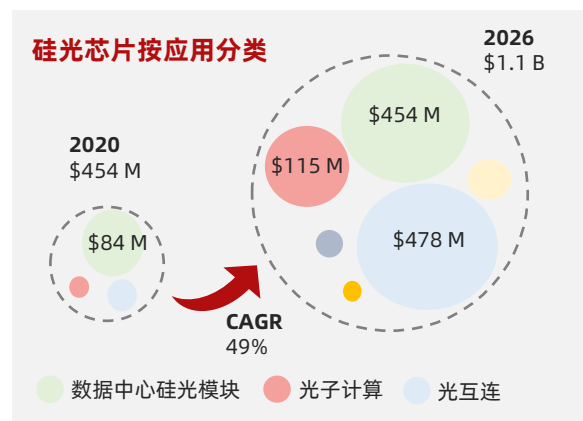 硅光芯片按应用分类
2026
$1.1 B
$454 M
2020
$454 M
$115 M
$84 M
$478 M
CAGR
49%
数据中心硅光模块
光子计算
光互连